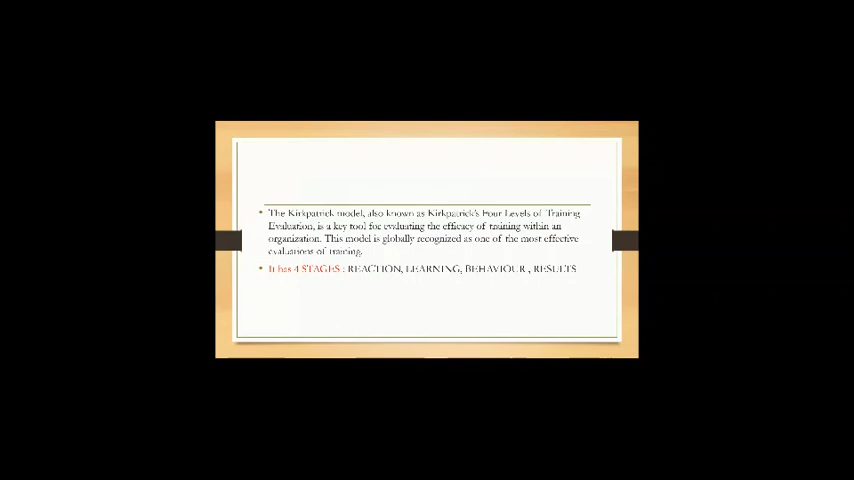 • The Kirkpatrick model, also known as Kirkpatrick's Four Levels of Training
Evaluation, is a key tool for evaluating the efficacy of training within an
organization. This model is globally recognized as one of the most effective
evaluations of training.
• It has 4 STAGES : REACTION, LEARNING, BEHAVIOUR , RESULTS